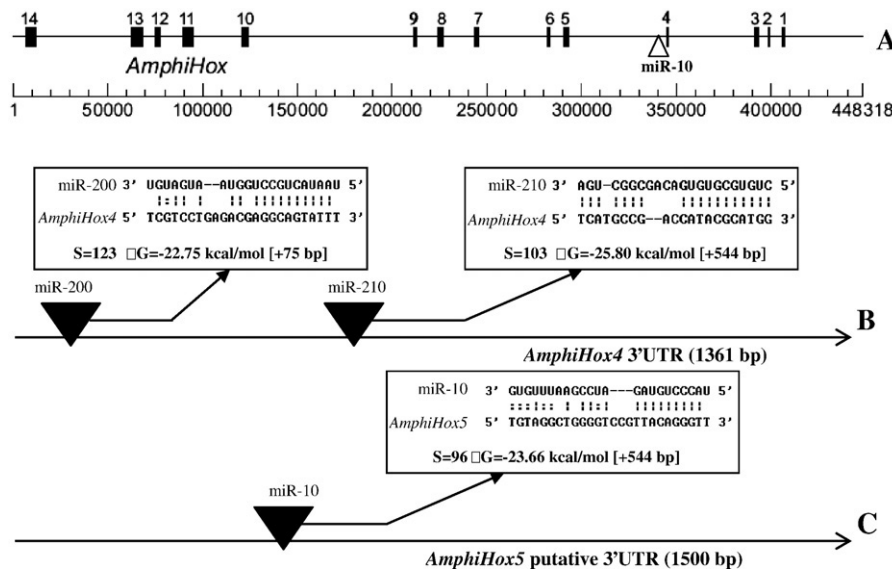 14 13 12 11 10 9 8 7 6 5 4 3 2 1
A
AmphiHox
miR-10
1 50000 100000 150000 200000 250000 300000 350000 400000 448318
miR-200 3' UGUAGUA--AUGGUCCGUCAUAAU 5'
AmphiHox4 5' TCGTCCTGAGACGAGGCAGTATTT 3'
S=123 □G=-22.75 kcal/mol [+75 bp]
miR-210 3' AGU-CGGCGACAGUGUGCGUGUC 5'
AmphiHox4 5' TCATGCCG--ACCATACGCATGG 3'
S=103 □G=-25.80 kcal/mol [+544 bp]
miR-200
miR-210
B
AmphiHox4 3'UTR (1361 bp)
miR-10 3' GUGUUUAAGCCUA---GAUGUCCCAU 5'
AmphiHox5 5' TGTAGGCTGGGGTCCGTTACAGGGTT 3'
S=96 □G=-23.66 kcal/mol [+544 bp]
miR-10
C
AmphiHox5 putative 3'UTR (1500 bp)